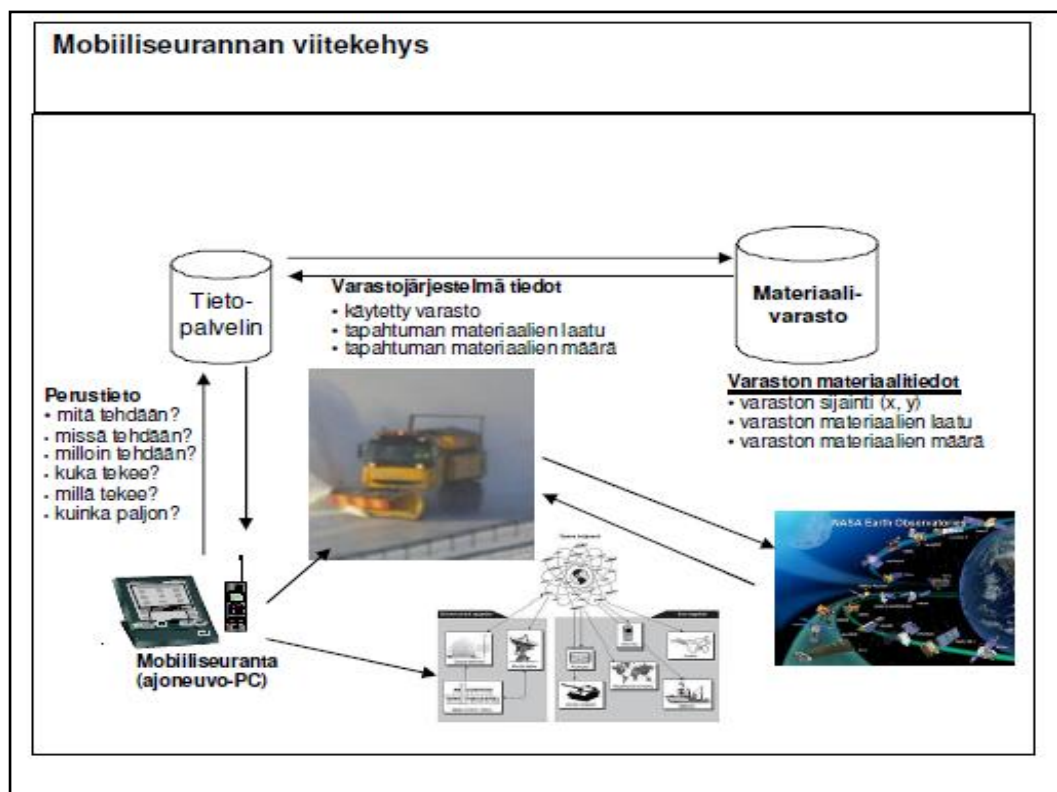 Mobiiliseurannan viitekehys
Tieto-
palvelin
Varastojärjestelmä tiedot
• käytetty varasto
• tapahtuman materiaalien laatu
• tapahtuman materiaalien määrä
Materiaali-
varasto
Varaston materiaalitiedot
• varaston sijainti (x, y)
• varaston materiaalien laatu
• varaston materiaalien määrä
Perustieto
• mitä tehdään?
- missä tehdään?
- milloin tehdään?
- kuka tekee?
- millä tekee?
- kuinka paljon?
NASA Earth Observatories
Mobiiliseuranta
(ajoneuvo-PC)